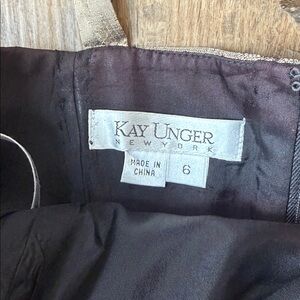 KAY UNGER
NEW YORK
MADE IN
CHINA
6